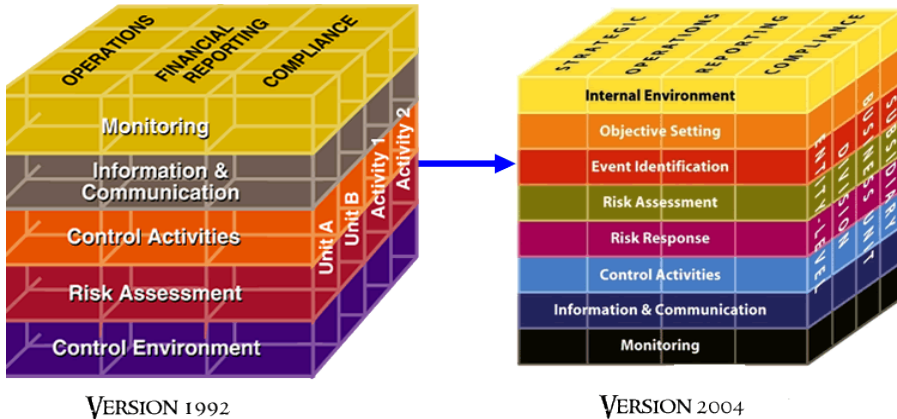 OPERATIONS
FINANCIAL
REPORTING
COMPLIANCE
Monitoring
Information &
Communication
Control Activities
Risk Assessment
Control Environment
Unit A
Unit B
Activity 1
Activity 2
VERSION 1992
STRATEGIC
OPERATIONS
REPORTING
COMPLIANCE
Internal Environment
Objective Setting
Event Identification
Risk Assessment
Risk Response
Control Activities
Information & Communication
Monitoring
ENTITY-LEVEL
DIVISION
BUSINESS UNIT
SUBSIDIARY
VERSION 2004